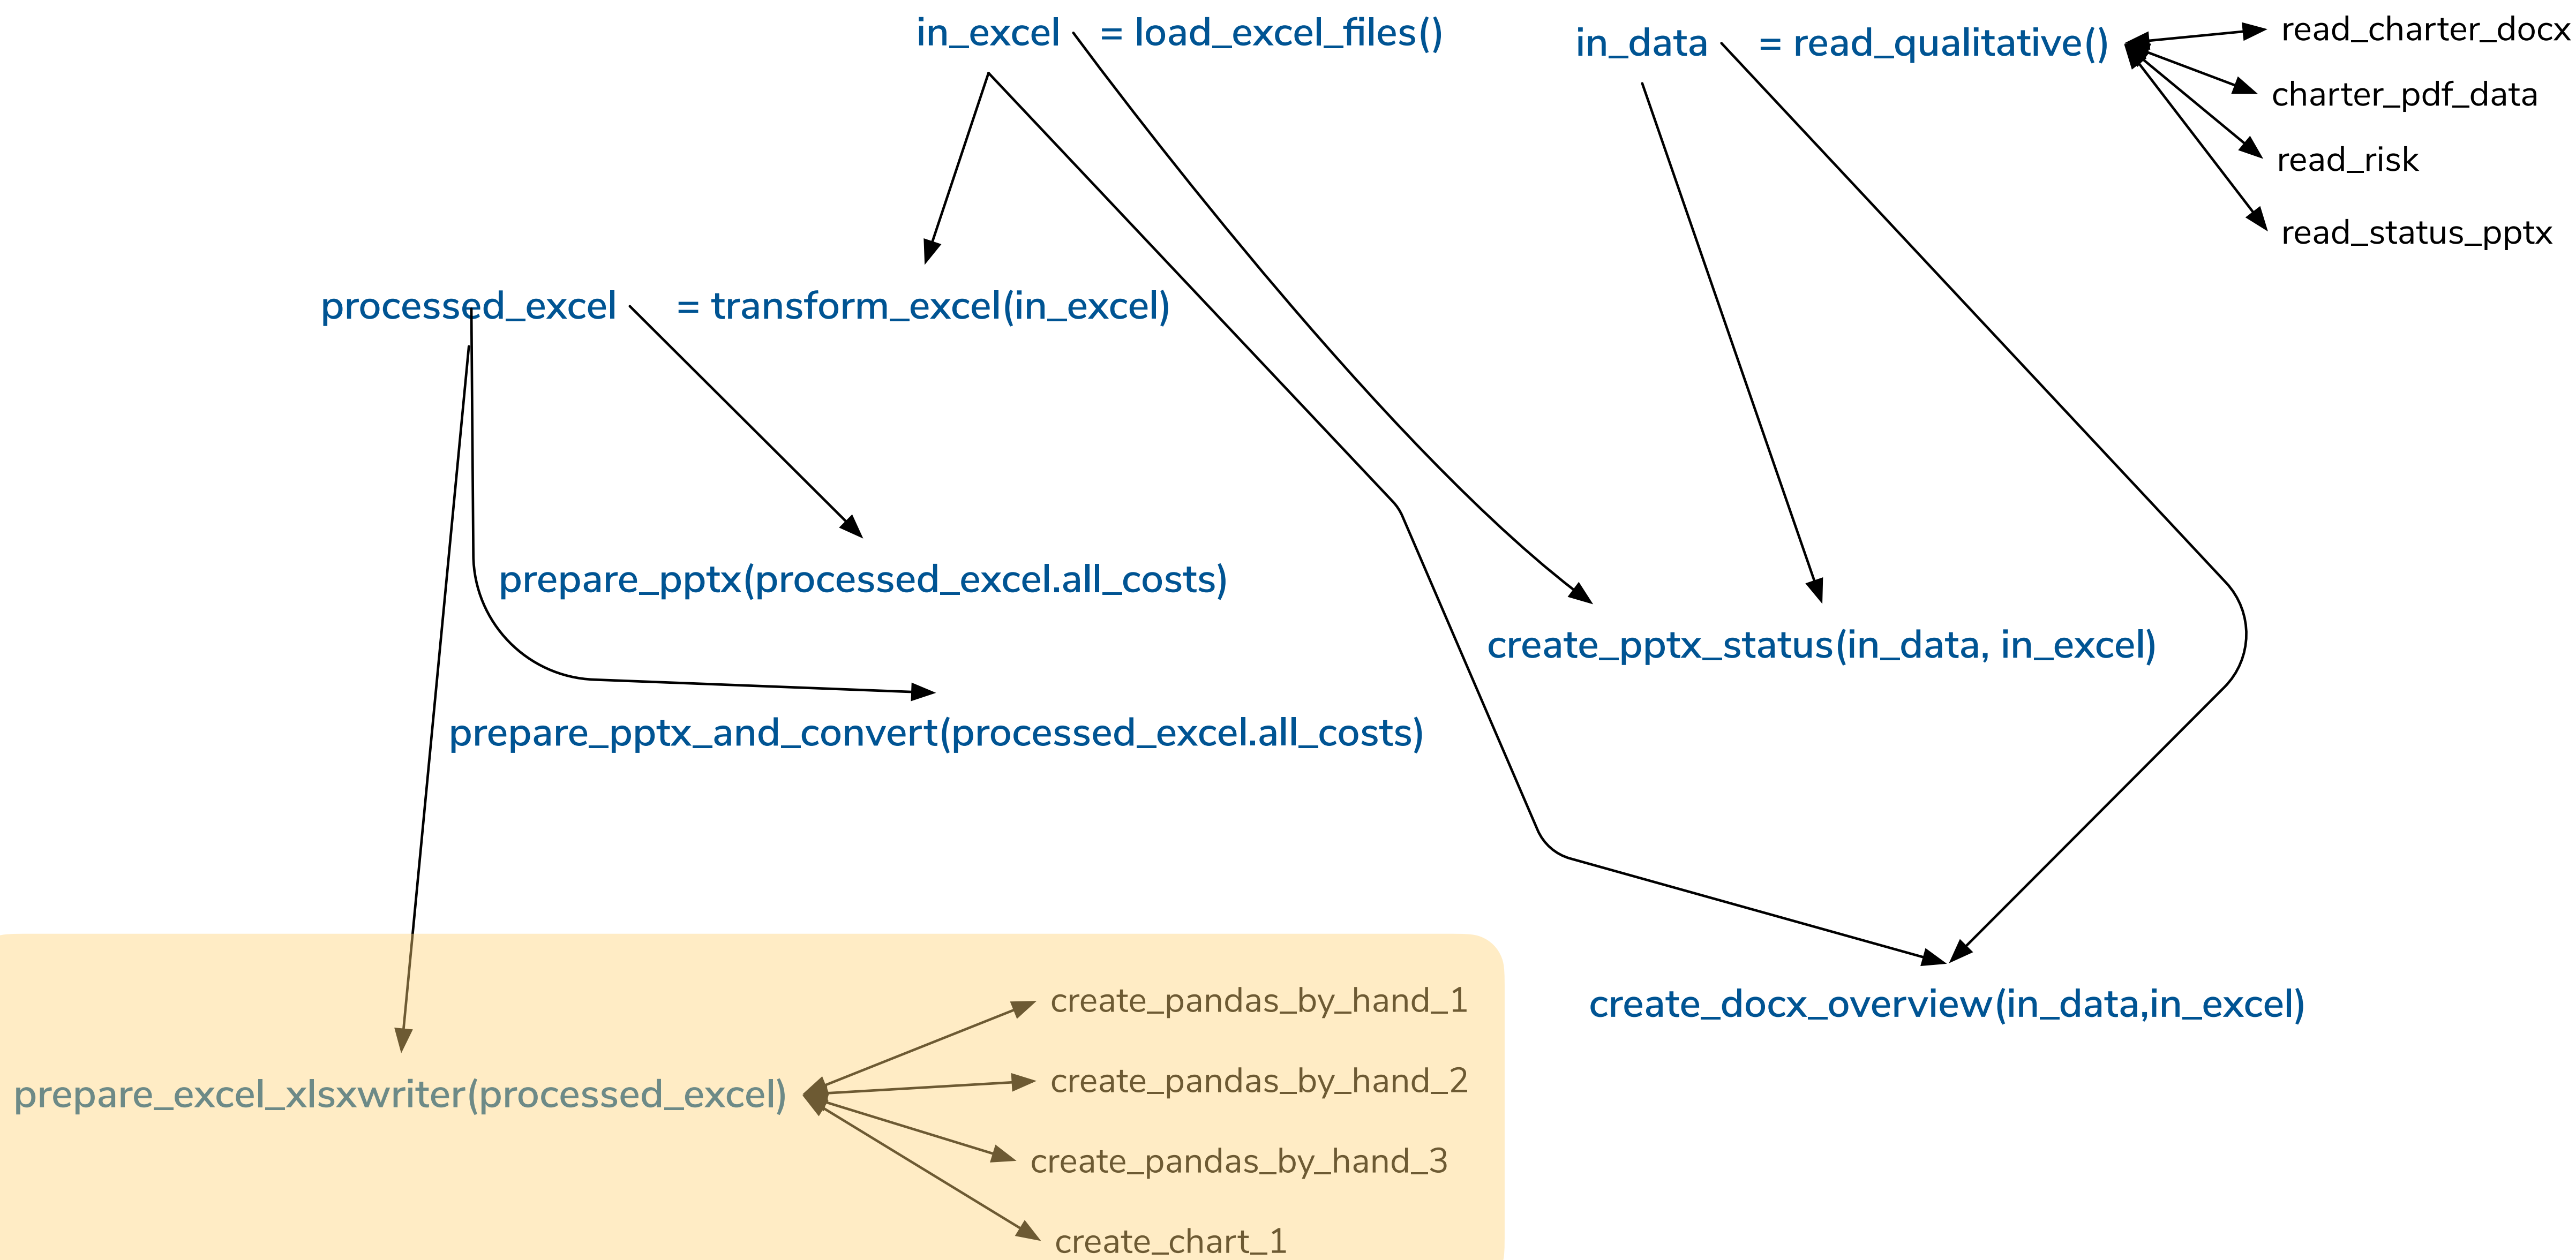 in_excel = load_excel_files()
in_data = read_qualitative()
read_charter_docx
charter_pdf_data
read_risk
read_status_pptx
processed_excel = transform_excel(in_excel)
prepare_pptx(processed_excel.all_costs)
create_pptx_status(in_data, in_excel)
prepare_pptx_and_convert(processed_excel.all_costs)
create_docx_overview(in_data,in_excel)
prepare_excel_xlsxwriter(processed_excel)
create_pandas_by_hand_1
create_pandas_by_hand_2
create_pandas_by_hand_3
create_chart_1